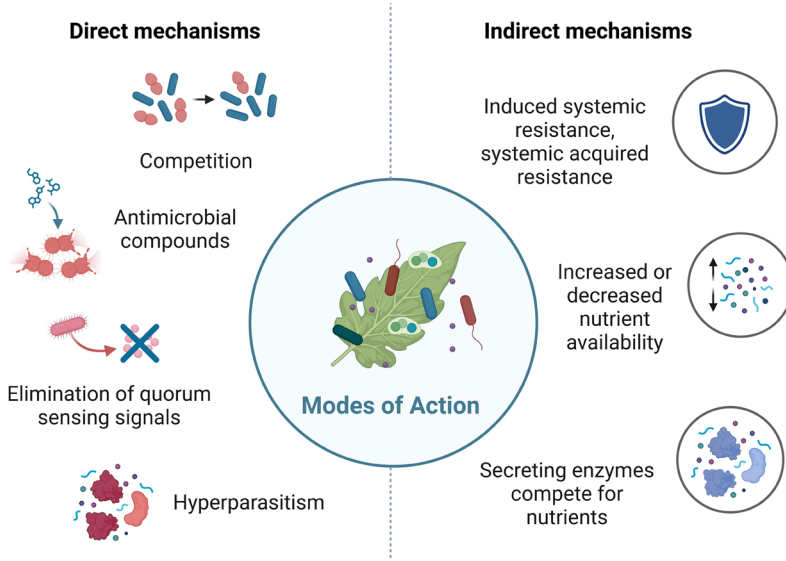 Direct mechanisms
Competition
Antimicrobial
compounds
Elimination of quorum
sensing signals
Hyperparasitism
Modes of Action
Indirect mechanisms
Induced systemic
resistance,
systemic acquired
resistance
Increased or
decreased
nutrient
availability
Secreting enzymes
compete for
nutrients